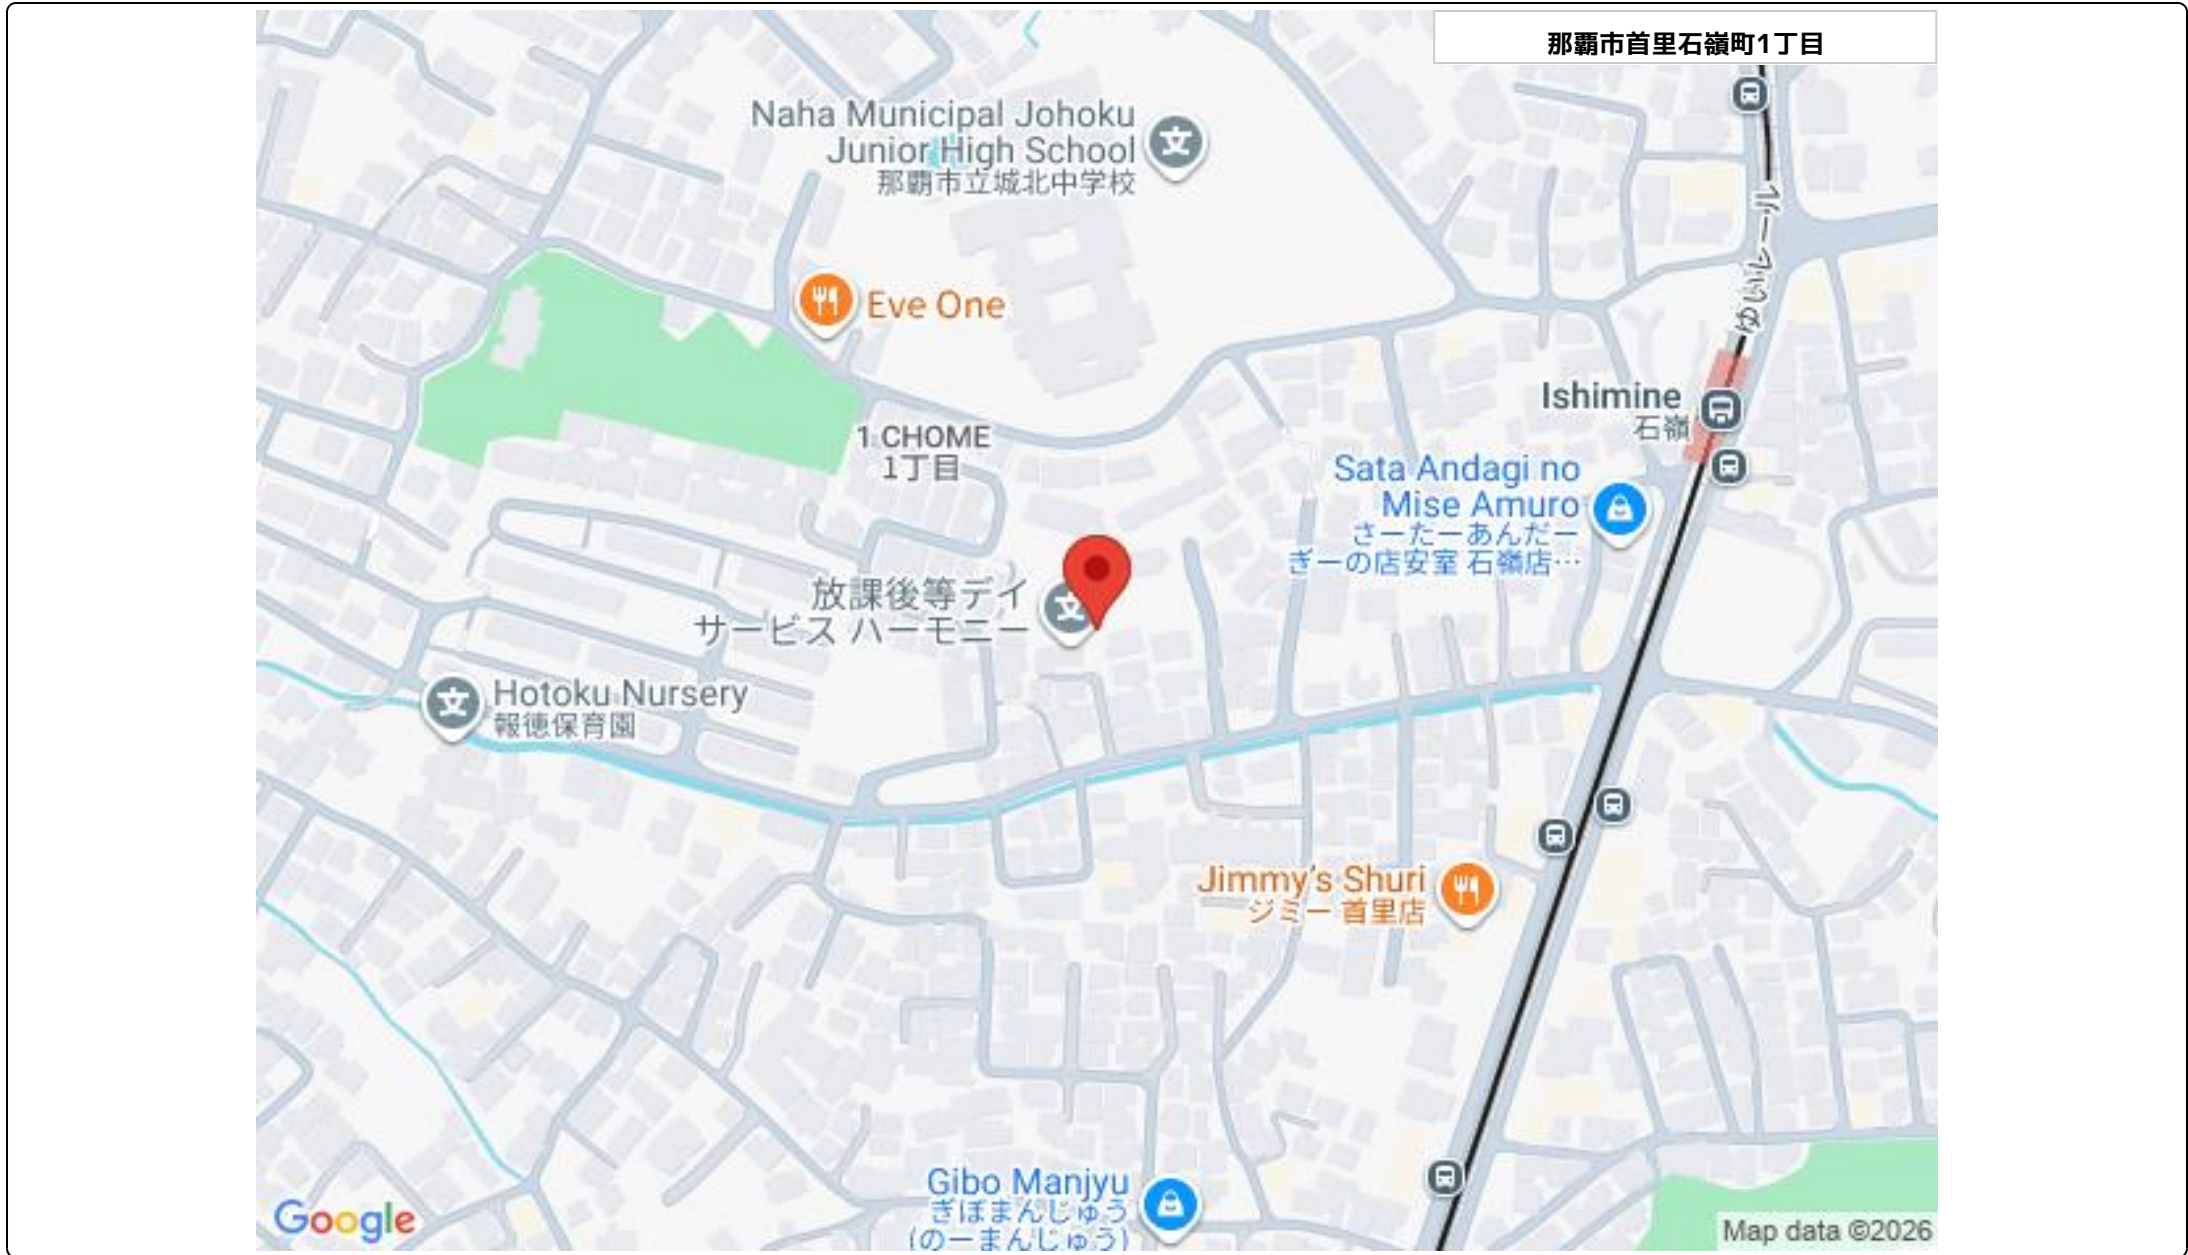 那覇市首里石嶺町1丁目
Naha Municipal Johoku
Junior High School
那覇市立城北中学校
ゆいレール
Eve One
Ishimine
石嶺
1 CHOME
1丁目
Sata Andagi no
Mise Amuro
さーたーあんだー
ぎーの店安室 石嶺店…
放課後等デイ
サービス ハーモニー
Hotoku Nursery
報徳保育園
Jimmy's Shuri
ジミー 首里店
Gibo Manjyu
ぎぼまんじゅう
(のーまんじゅう)
Google
Map data ©2026